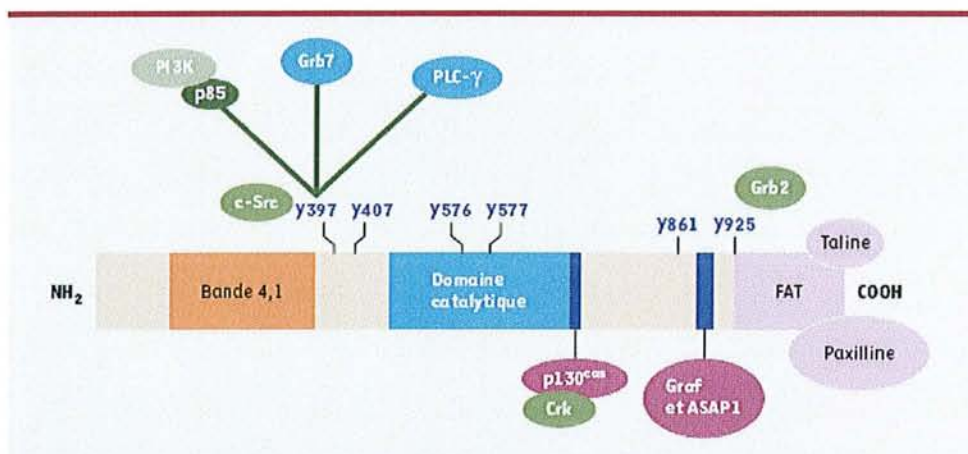 PI3K
p85
Grb7
PLC-γ
c-Src
Y397
Y407
Y576
Y577
Y861
Y925
Grb2
Taline
NH2
Bande 4,1
Domaine
catalytique
FAT
COOH
Paxilline
p130cas
Crk
Graf
et ASAP1